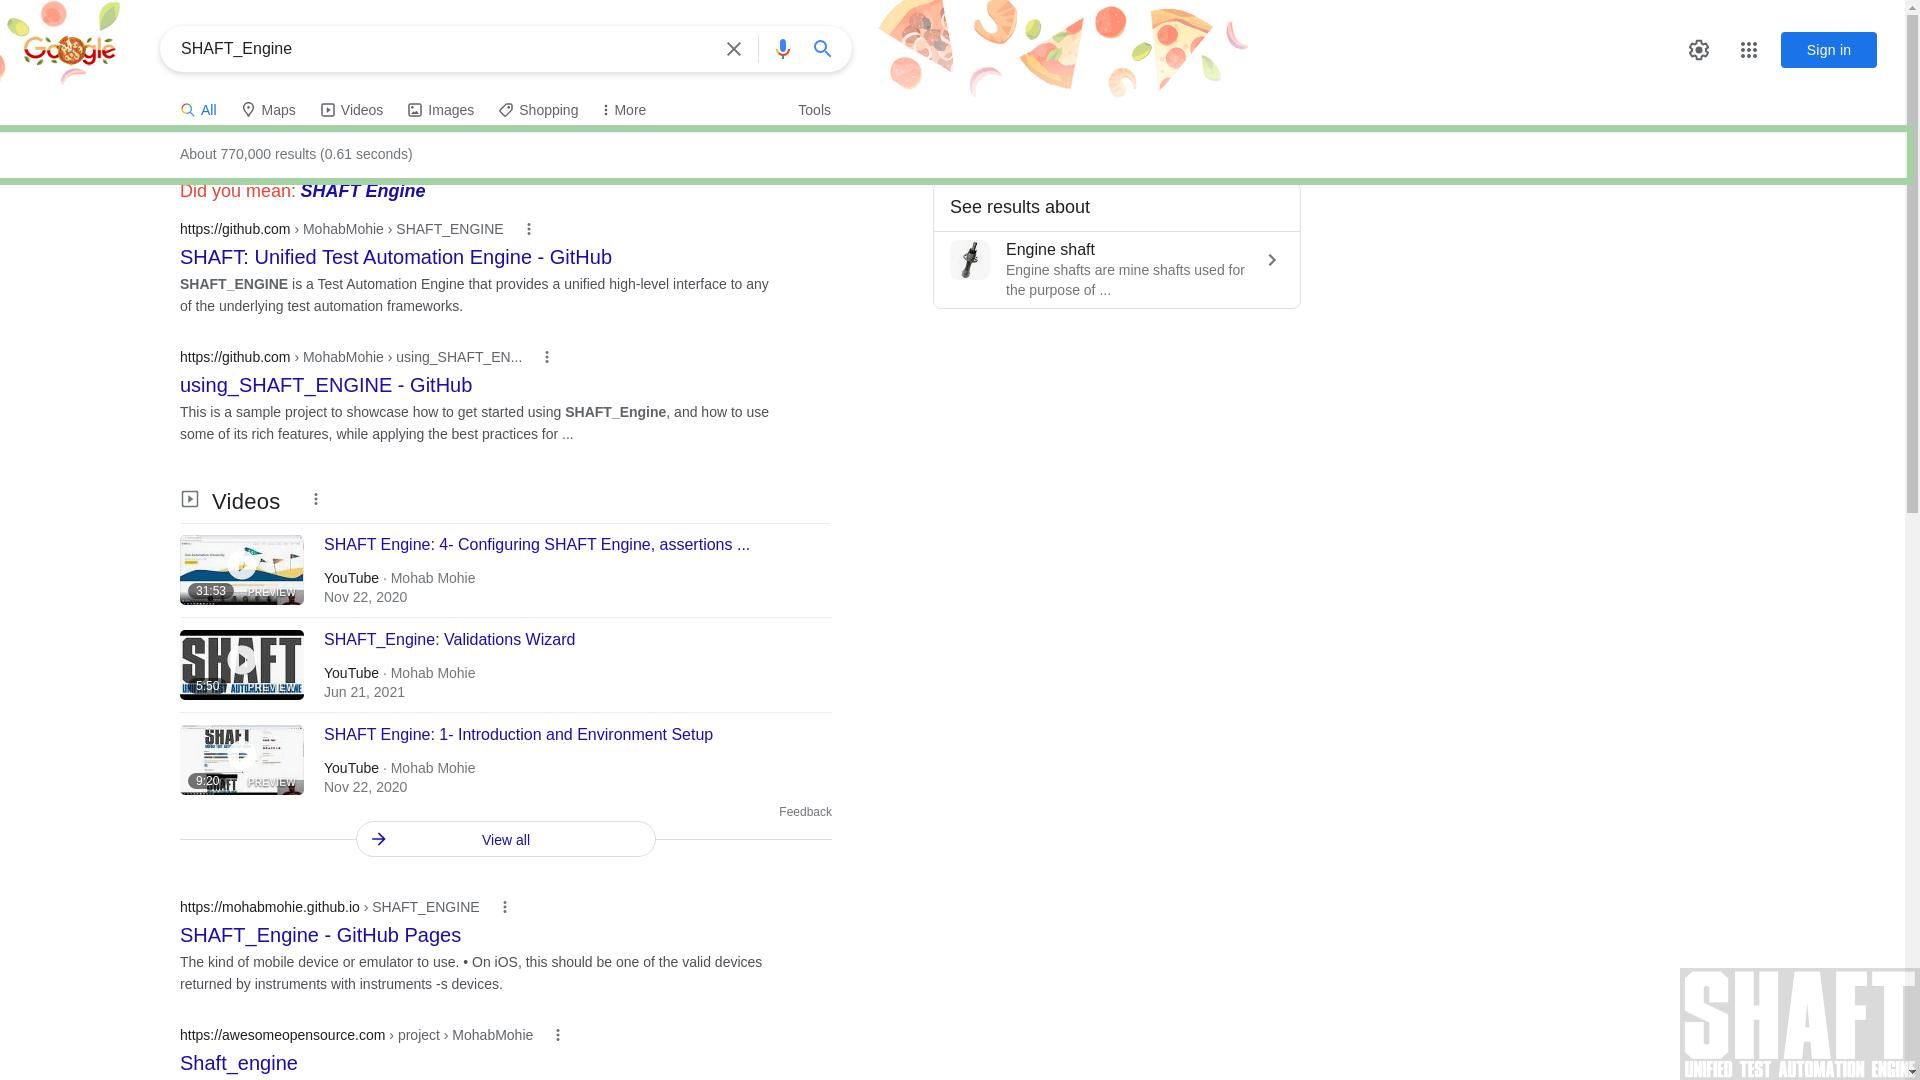 Google
SHAFT_Engine
Sign in
All
Maps
Videos
Images
Shopping
More
Tools
About 770,000 results (0.61 seconds)
Did you mean: SHAFT Engine
https://github.com › MohabMohie › SHAFT_ENGINE
SHAFT: Unified Test Automation Engine - GitHub
SHAFT_ENGINE is a Test Automation Engine that provides a unified high-level interface to any
of the underlying test automation frameworks.
https://github.com › MohabMohie › using_SHAFT_EN...
using_SHAFT_ENGINE - GitHub
This is a sample project to showcase how to get started using SHAFT_Engine, and how to use
some of its rich features, while applying the best practices for ...
Videos
SHAFT Engine: 4- Configuring SHAFT Engine, assertions ...
YouTube · Mohab Mohie
Nov 22, 2020
31:53
PREVIEW
SHAFT_Engine: Validations Wizard
YouTube · Mohab Mohie
Jun 21, 2021
SHAFT
5:50
PREVIEW
UNIFIED TEST AUTOMATION ENGINE
SHAFT Engine: 1- Introduction and Environment Setup
YouTube · Mohab Mohie
Nov 22, 2020
SHAFT
9:20
PREVIEW
SHAFT
Feedback
View all
https://mohabmohie.github.io › SHAFT_ENGINE
SHAFT_Engine - GitHub Pages
The kind of mobile device or emulator to use. • On iOS, this should be one of the valid devices
returned by instruments with instruments -s devices.
https://awesomeopensource.com › project › MohabMohie
Shaft_engine
See results about
Engine shaft
Engine shafts are mine shafts used for
the purpose of ...
SHAFT
UNIFIED TEST AUTOMATION ENGINE